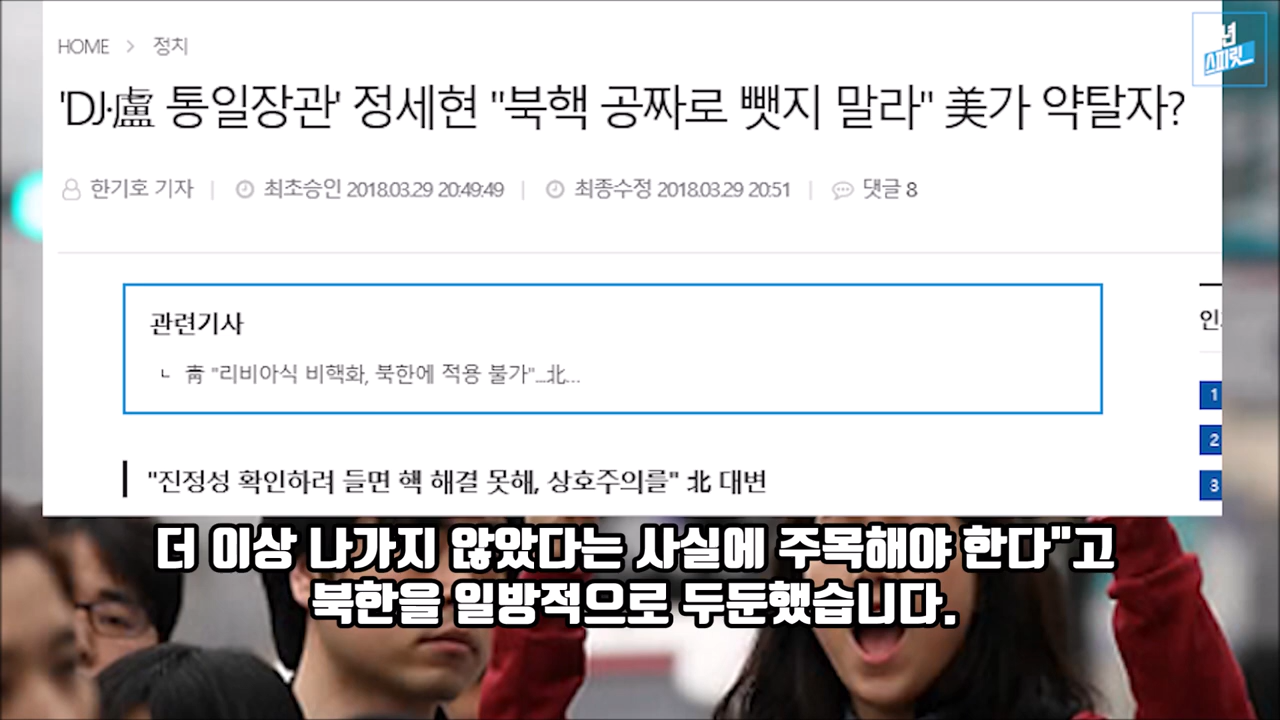 HOME > 정치
'DJ·盧 통일장관' 정세현 "북핵 공짜로 뺏지 말라" 美가 약탈자?
한기호 기자 | 최초승인 2018.03.29 20:49:49 | 최종수정 2018.03.29 20:51 | 댓글 8
관련기사
ㄴ 靑 "리비아식 비핵화, 북한에 적용 불가"...北...
1
2
"진정성 확인하려 들면 핵 해결 못해, 상호주의를" 北 대변
3
더 이상 나가지 않았다는 사실에 주목해야 한다"고
북한을 일방적으로 두둔했습니다.
스피릿